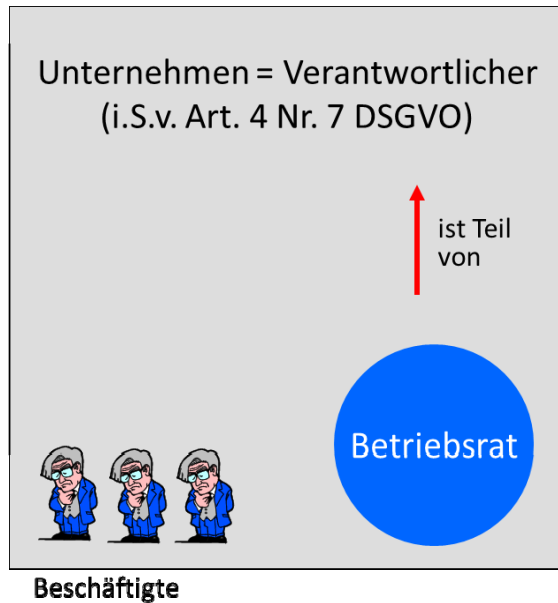 Unternehmen = Verantwortlicher
(i.S.v. Art. 4 Nr. 7 DSGVO)
ist Teil
von
Betriebsrat
Beschäftigte